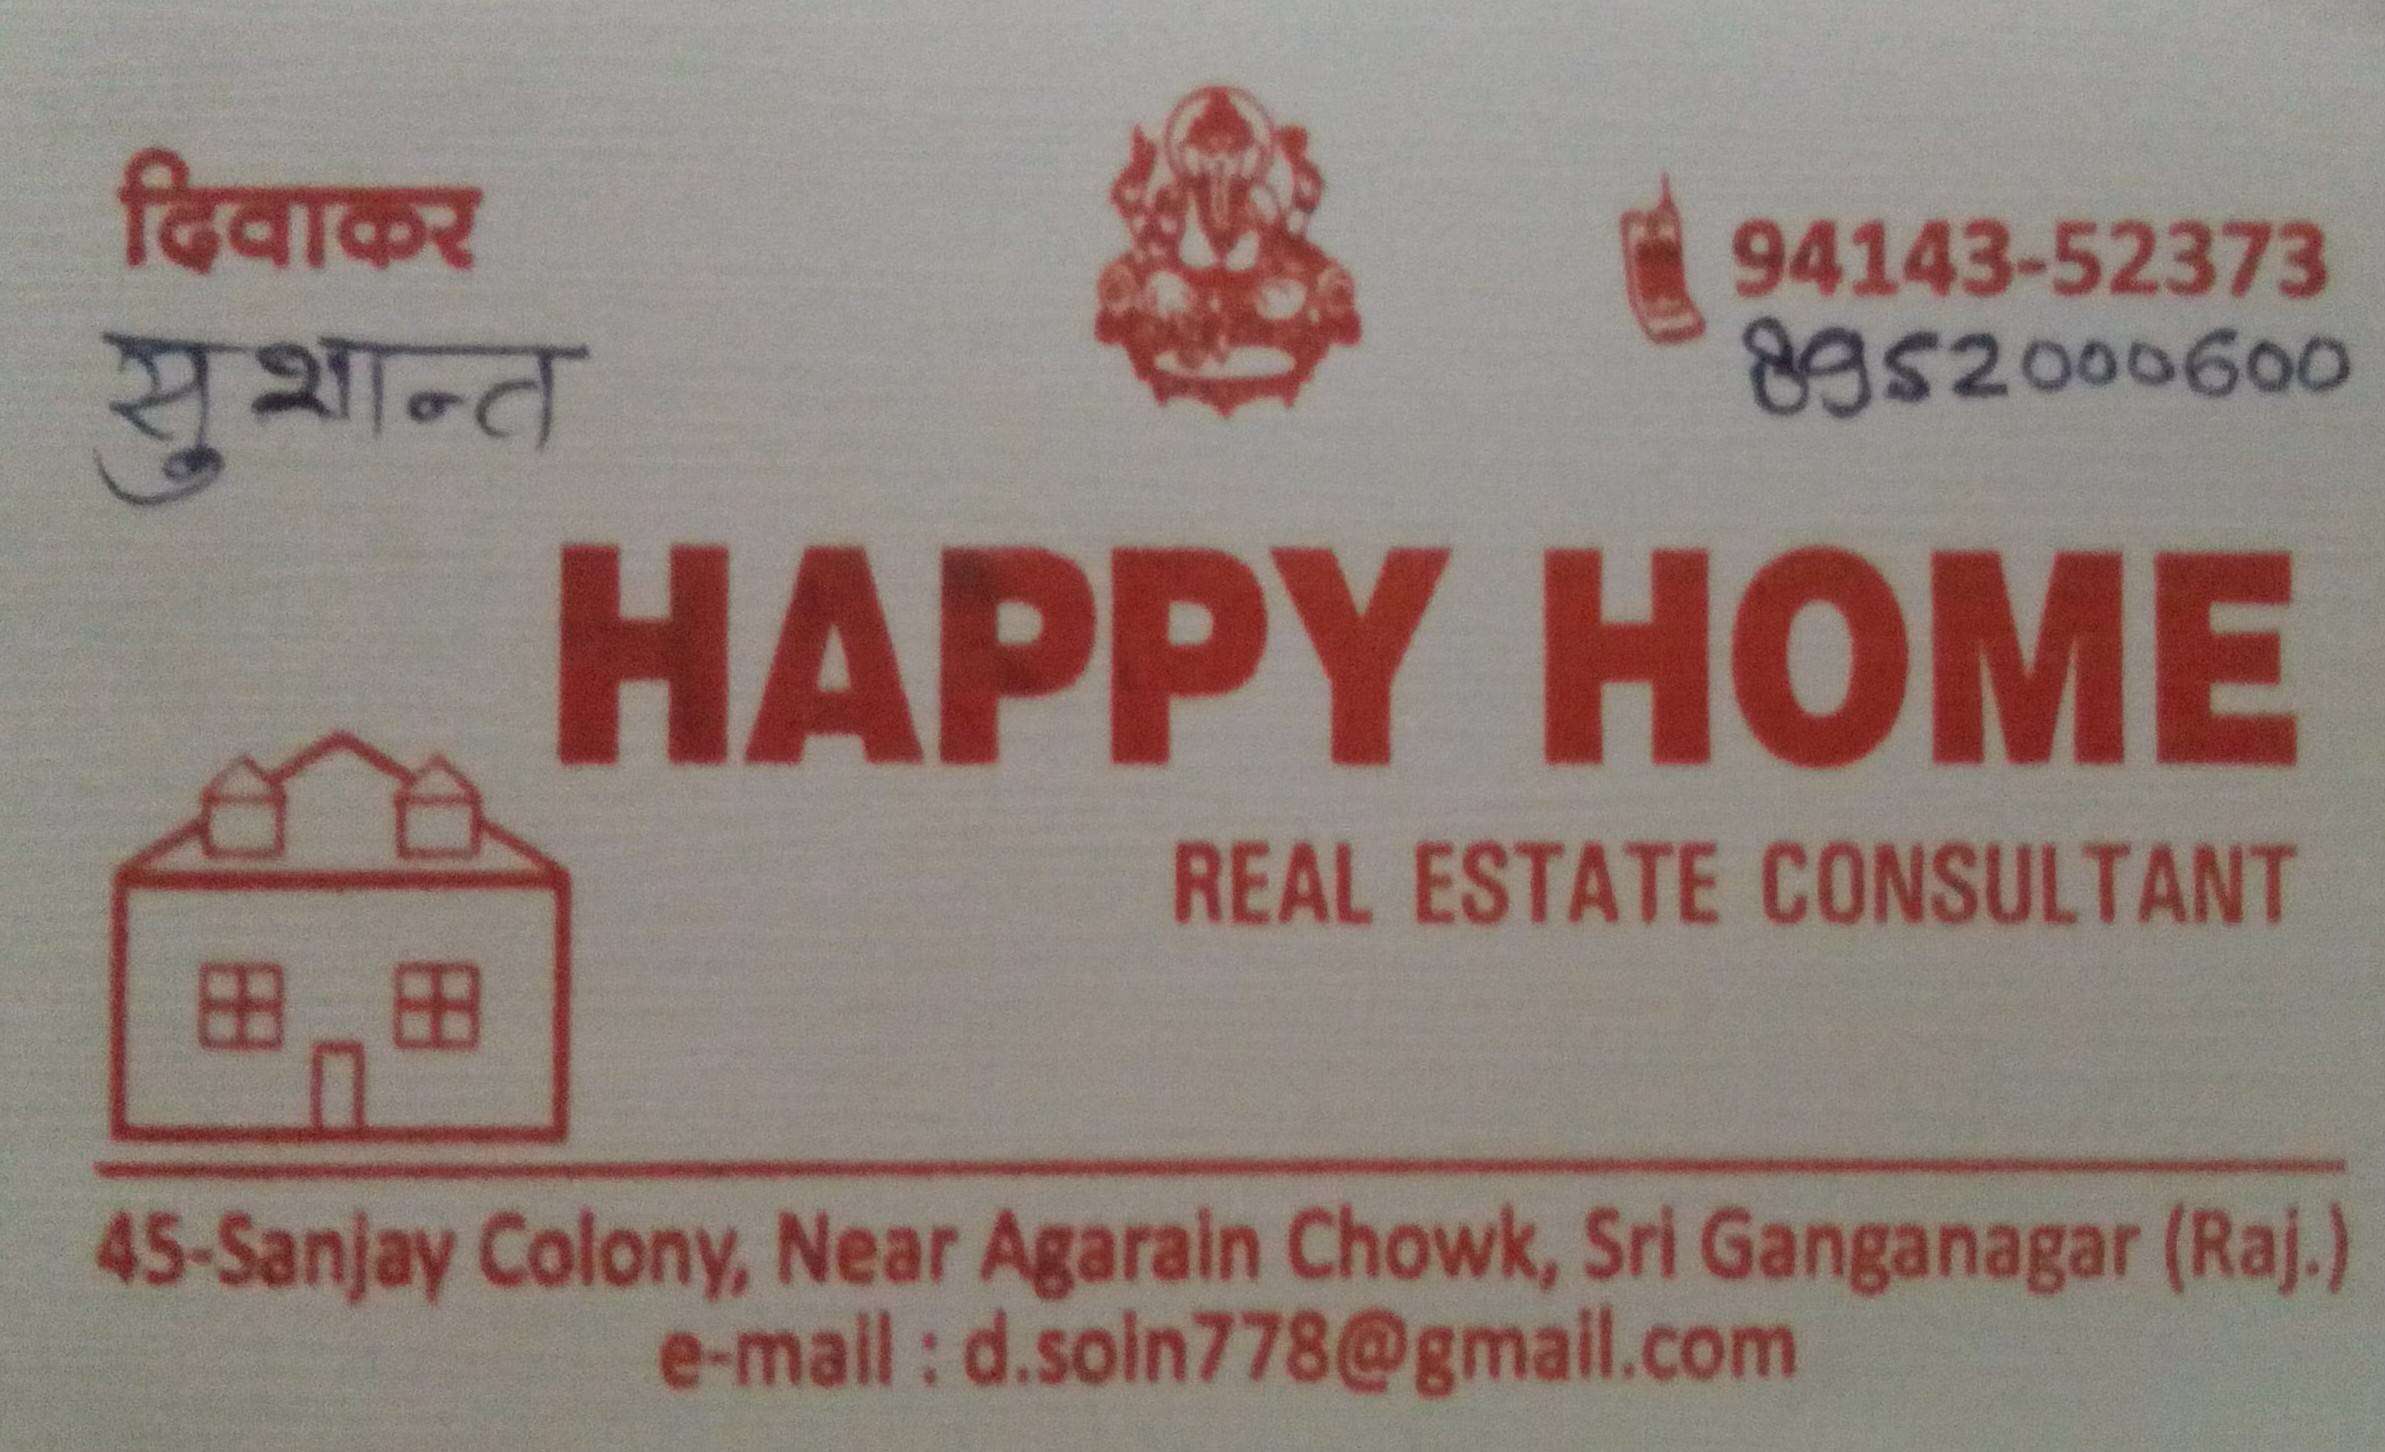 दिवाकर
94143-52373
सुशान्त
8952000600
HAPPY HOME
REAL ESTATE CONSULTANT
45-Sanjay Colony, Near Agarain Chowk, Sri Ganganagar (Raj.)
e-mail : d.soin778@gmail.com